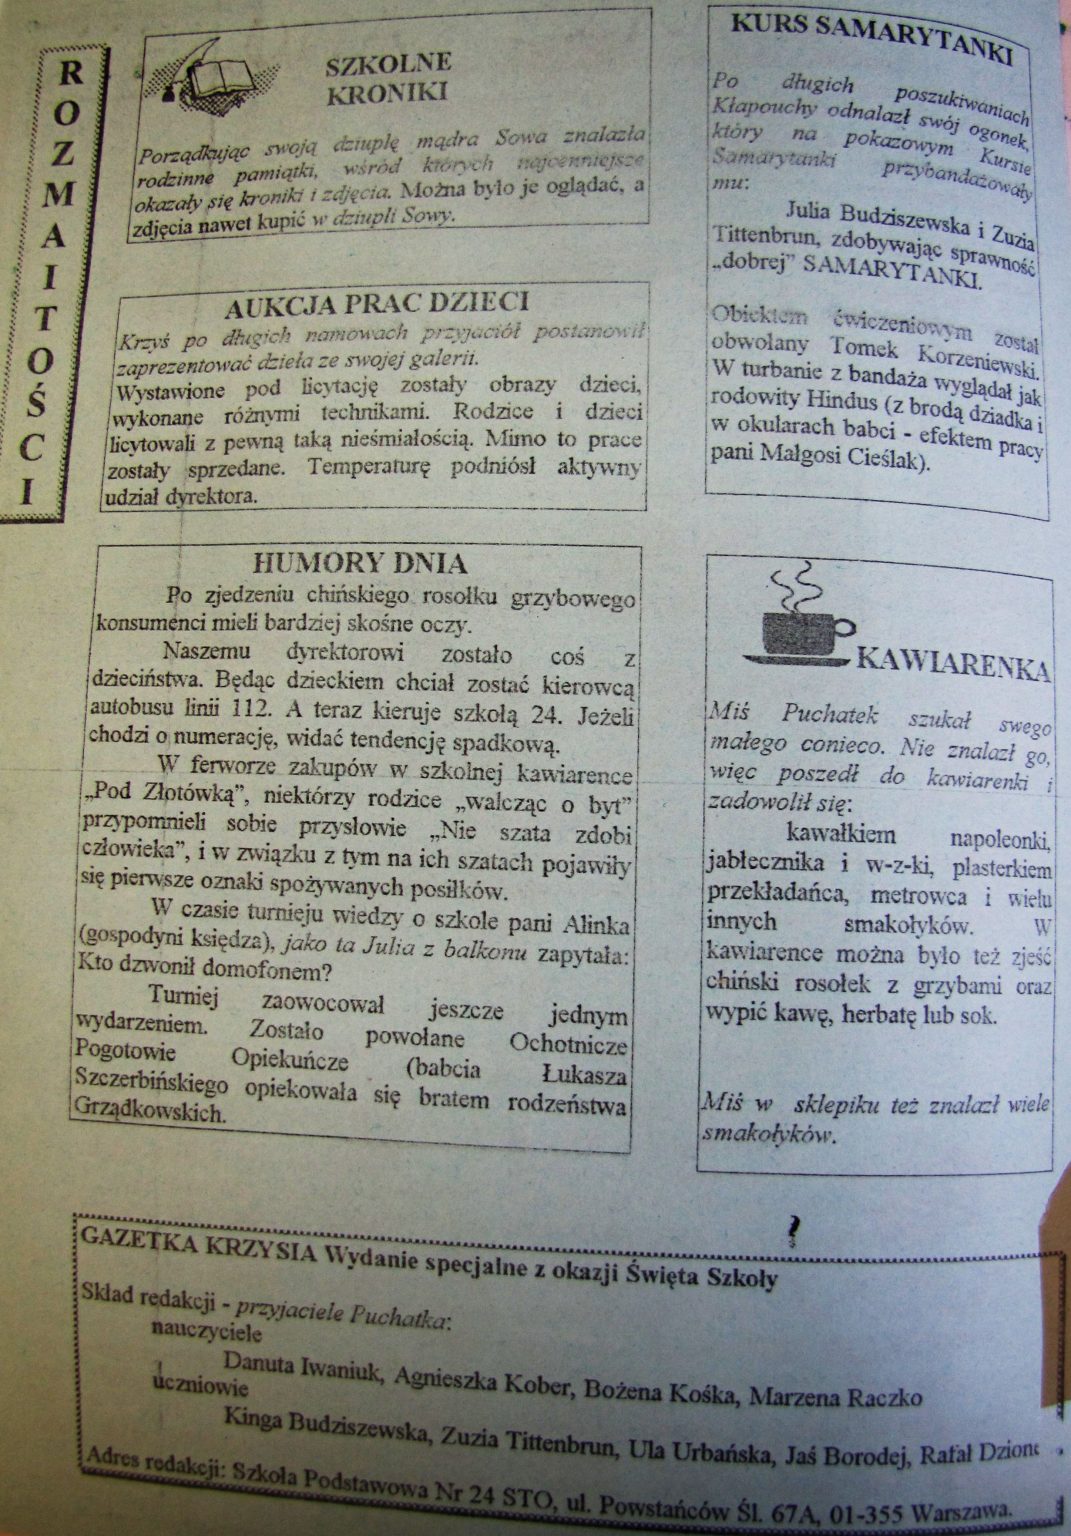 ROZMAITOŚCI
SZKOLNE
KRONIKI
Porządkując swoją dziuplę mądra Sowa znalazła
rodzinne pamiątki, wśród których najcenniejsze
okazały się kroniki i zdjęcia. Można było je oglądać, a
zdjęcia nawet kupić w dziupli Sowy.
AUKCJA PRAC DZIECI
Krzyś po długich namowach przyjaciół postanowił
zaprezentować dzieła ze swojej galerii.
Wystawione pod licytację zostały obrazy dzieci,
wykonane różnymi technikami. Rodzice i dzieci
licytowali z pewną taką nieśmiałością. Mimo to prace
zostały sprzedane. Temperaturę podniósł aktywny
udział dyrektora.
HUMORY DNIA
Po zjedzeniu chińskiego rosołku grzybowego
konsumenci mieli bardziej skośne oczy.
Naszemu dyrektorowi zostało coś z
dzieciństwa. Będąc dzieckiem chciał zostać kierowcą
autobusu linii 112. A teraz kieruje szkołą 24. Jeżeli
chodzi o numerację, widać tendencję spadkową.
W ferworze zakupów w szkolnej kawiarence
„Pod Złotówką”, niektórzy rodzice „walcząc o byt”
przypomnieli sobie przysłowie „Nie szata zdobi
człowieka”, i w związku z tym na ich szatach pojawiły
się pierwsze oznaki spożywanych posiłków.
W czasie turnieju wiedzy o szkole pani Alinka
(gospodyni księdza), jako ta Julia z balkonu zapytała:
Kto dzwonił domofonem?
Turniej zaowocował jeszcze jednym
wydarzeniem. Zostało powołane Ochotnicze
Pogotowie Opiekuńcze (babcia Łukasza
Szczerbińskiego opiekowała się bratem rodzeństwa
Grządkowskich.
KURS SAMARYTANKI
Po długich poszukiwaniach
Kłapouchy odnalazł swój ogonek,
który na pokazowym Kursie
Samarytanki przybandażowały
mu:
Julia Budziszewska i Zuzia
Tittenbrun, zdobywając sprawność
„dobrej” SAMARYTANKI.
Obiektem ćwiczeniowym został
obwołany Tomek Korzeniewski.
W turbanie z bandaża wyglądał jak
rodowity Hindus (z brodą dziadka i
w okularach babci - efektem pracy
pani Małgosi Cieślak).
KAWIARENKA
Miś Puchatek szukał swego
małego conieco. Nie znalazł go,
więc poszedł do kawiarenki i
zadowolił się:
kawałkiem napoleonki,
jabłecznika i w-z-ki, plasterkiem
przekładańca, metrowca i wielu
innych smakołyków. W
kawiarence można było też zjeść
chiński rosołek z grzybami oraz
wypić kawę, herbatę lub sok.
Miś w sklepiku też znalazł wiele
smakołyków.
GAZETKA KRZYSIA Wydanie specjalne z okazji Święta Szkoły
Skład redakcji - przyjaciele Puchatka:
nauczyciele
Danuta Iwaniuk, Agnieszka Kober, Bożena Kośka, Marzena Raczko
uczniowie
Kinga Budziszewska, Zuzia Tittenbrun, Ula Urbańska, Jaś Borodej, Rafał
Adres redakcji: Szkoła Podstawowa Nr 24 STO, ul. Powstańców Śl. 67A, 01-355 Warszawa.